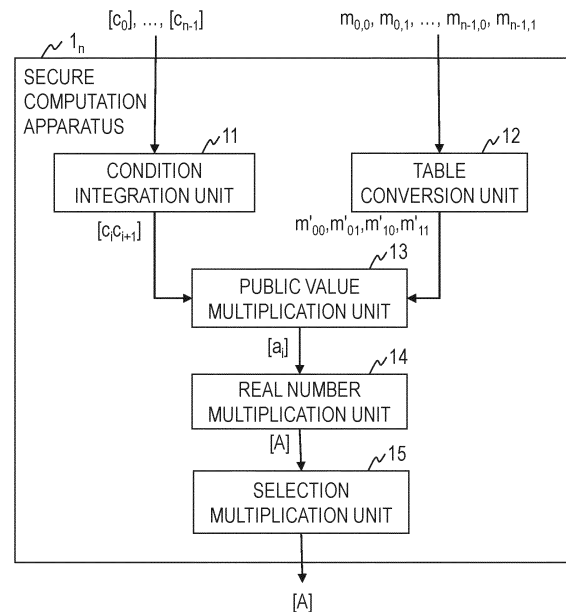 [c0], ..., [cn-1]
m0,0, m0,1, ..., mn-1,0, mn-1,1
1n
SECURE
COMPUTATION
APPARATUS
11
CONDITION
INTEGRATION UNIT
12
TABLE
CONVERSION UNIT
[cici+1]
m'00,m'01,m'10,m'11
13
PUBLIC VALUE
MULTIPLICATION UNIT
[ai]
14
REAL NUMBER
MULTIPLICATION UNIT
[A]
15
SELECTION
MULTIPLICATION UNIT
[A]